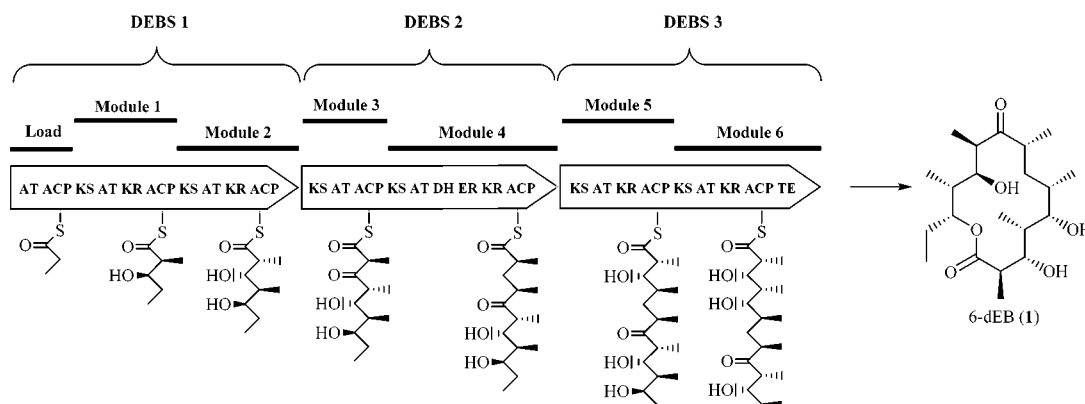 DEBS 1 DEBS 2 DEBS 3
Module 1 Module 3 Module 5
Load Module 2 Module 4 Module 6
AT ACP KS AT KR ACP KS AT KR ACP KS AT ACP KS AT DH ER KR ACP KS AT KR ACP KS AT KR ACP TE
S S S S S S S
O O O O O O O
HO HO O O HO HO
HO HO O HO
HO HO O
HO HO O
HO HO
HO
O
OH
O
OH
O
OH
6-dEB (1)